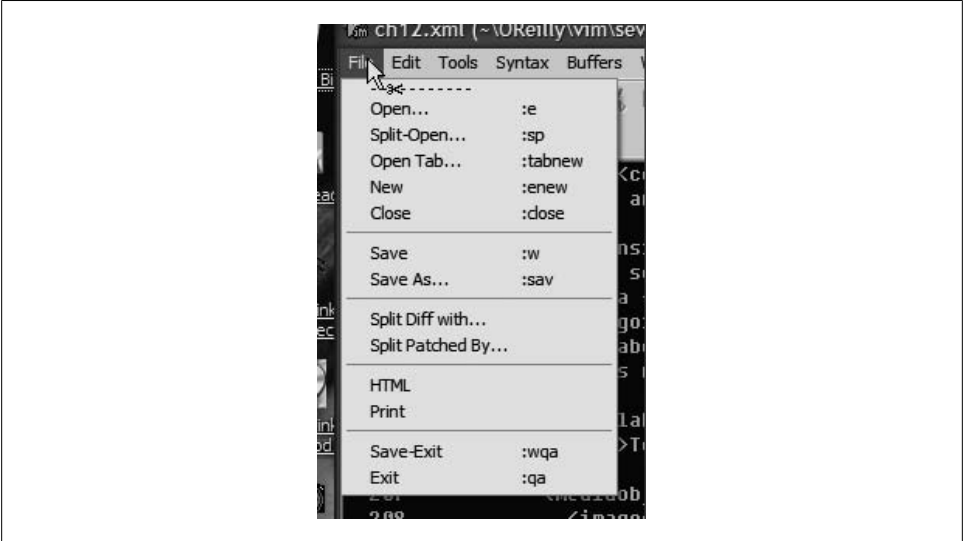 ch12.xml (~\OReilly\vim\sev
File Edit Tools Syntax Buffers
Open... :e
Split-Open... :sp
Open Tab... :tabnew
New :enew
Close :close
Save :w
Save As... :sav
Split Diff with...
Split Patched By...
HTML
Print
Save-Exit :wqa
Exit :qa